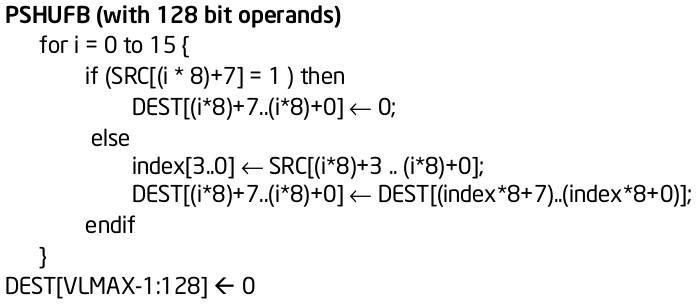 PSHUFB (with 128 bit operands)
for i = 0 to 15 {
if (SRC[(i * 8)+7] = 1 ) then
DEST[(i*8)+7..(i*8)+0] ← 0;
else
index[3..0] ← SRC[(i*8)+3 .. (i*8)+0];
DEST[(i*8)+7..(i*8)+0] ← DEST[(index*8+7)..(index*8+0)];
endif
}
DEST[VLMAX-1:128] ← 0